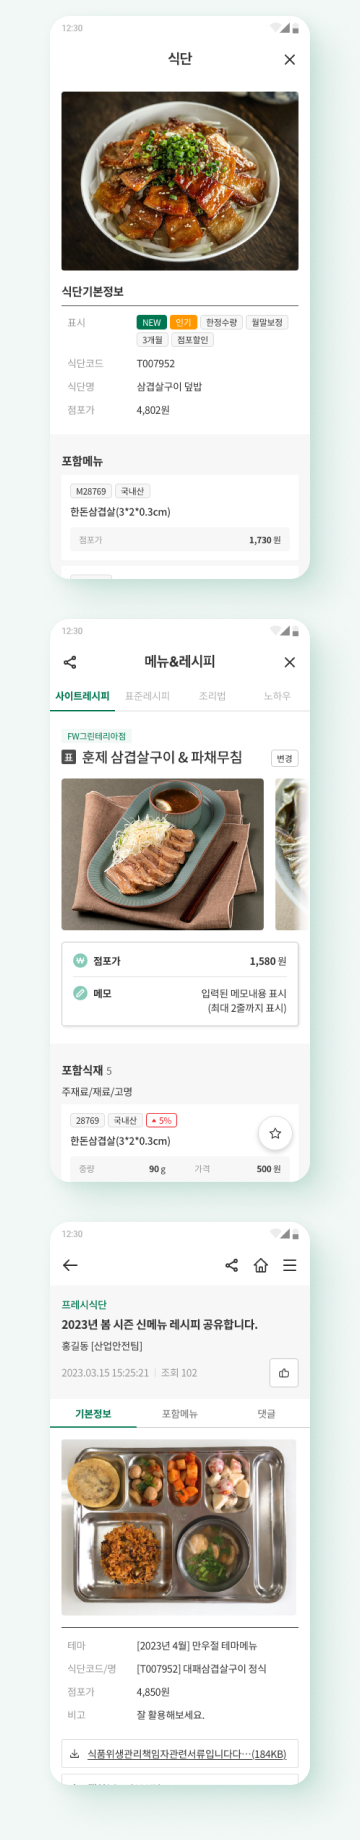 12:30
식단
식단기본정보
표시 NEW 인기 한정수량 월말보정
3개월 점포할인
식단코드 T007952
식단명 삼겹살구이 덮밥
점포가 4,802원
포함메뉴
M28769 국내산
한돈삼겹살(3*2*0.3cm)
점포가 1,730 원
12:30
메뉴&레시피
사이트레시피 표준레시피 조리법 노하우
FW그린테리아점
표 훈제 삼겹살구이 & 파채무침 변경
점포가 1,580 원
메모 입력된 메모내용 표시
(최대 2줄까지 표시)
포함식재 5
주재료/재료/고명
28769 국내산 5%
한돈삼겹살(3*2*0.3cm)
중량 90 g 가격 500 원
12:30
프레시식단
2023년 봄 시즌 신메뉴 레시피 공유합니다.
홍길동 [산업안전팀]
2023.03.15 15:25:21 조회 102
기본정보 포함메뉴 댓글
테마 [2023년 4월] 만우절 테마메뉴
식단코드/명 [T007952] 대패삼겹살구이 정식
점포가 4,850원
비고 잘 활용해보세요.
식품위생관리책임자관련서류입니다다…(184KB)